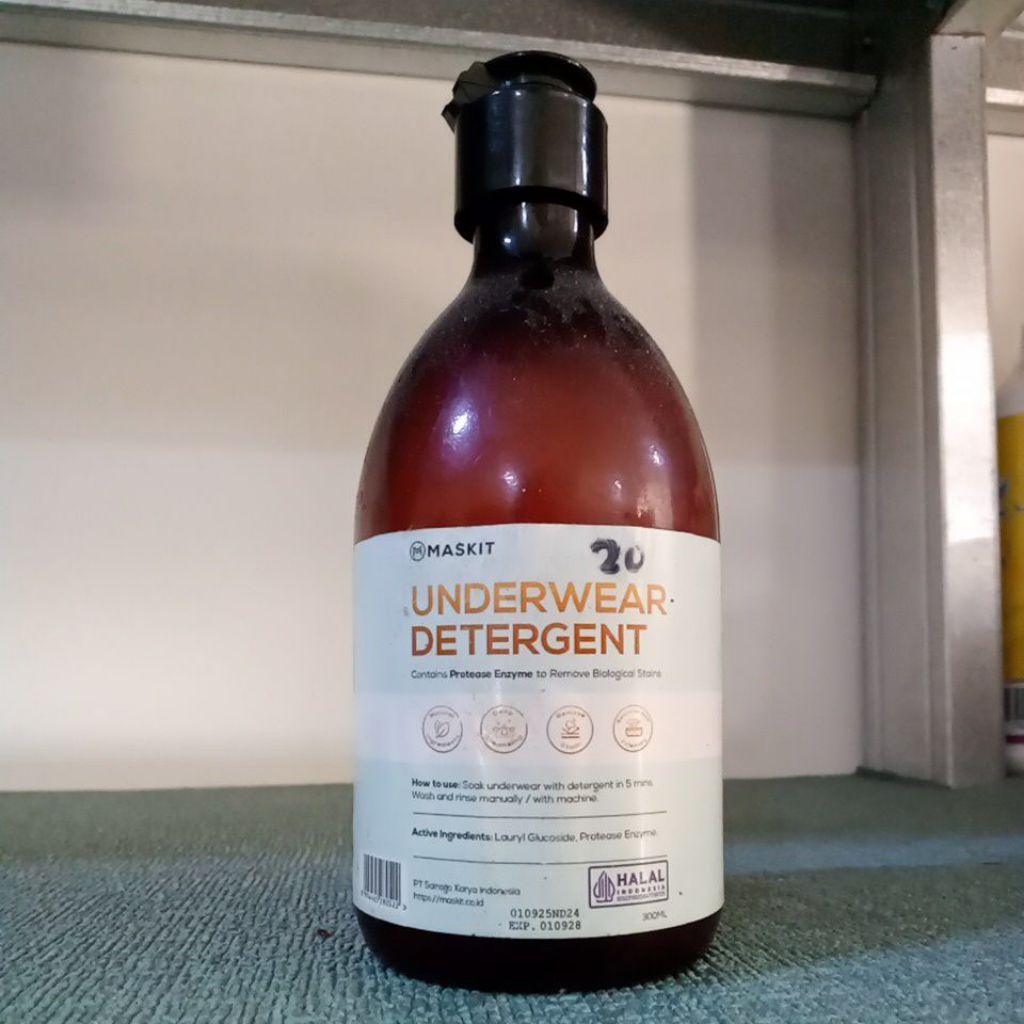 MASKIT
20
UNDERWEAR
DETERGENT
Contains Protease Enzyme to Remove Biological Stains
How to use: Soak underwear with detergent in 5 mins.
Wash and rinse manually / with machine.
Active Ingredients: Lauryl Glucoside, Protease Enzyme.
PT Sairogo Karya Indonesia
https://maskit.co.id
HALAL
INDONESIA
010925ND24
EXP. 010928
300ML